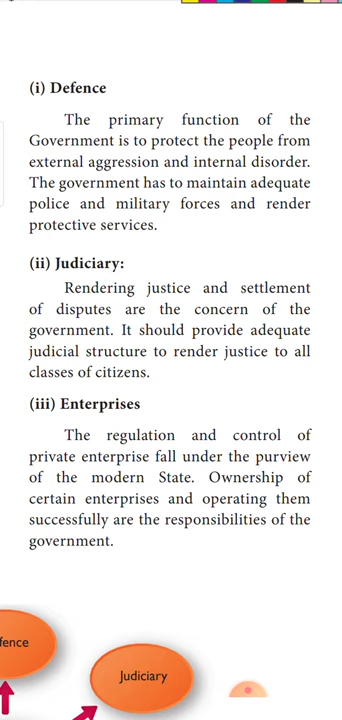 (i) Defence
The primary function of the
Government is to protect the people from
external aggression and internal disorder.
The government has to maintain adequate
police and military forces and render
protective services.
(ii) Judiciary:
Rendering justice and settlement
of disputes are the concern of the
government. It should provide adequate
judicial structure to render justice to all
classes of citizens.
(iii) Enterprises
The regulation and control of
private enterprise fall under the purview
of the modern State. Ownership of
certain enterprises and operating them
successfully are the responsibilities of the
government.
fence
Judiciary